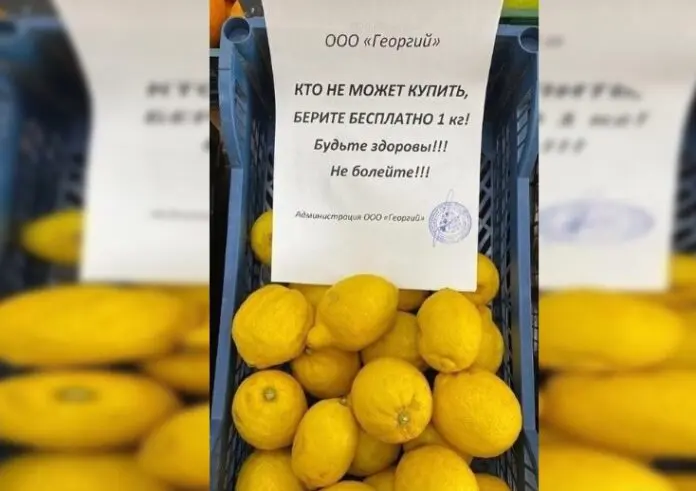 ООО «Георгий»
КТО НЕ МОЖЕТ КУПИТЬ,
БЕРИТЕ БЕСПЛАТНО 1 кг!
Будьте здоровы!!!
Не болейте!!!
Администрация ООО «Георгий»